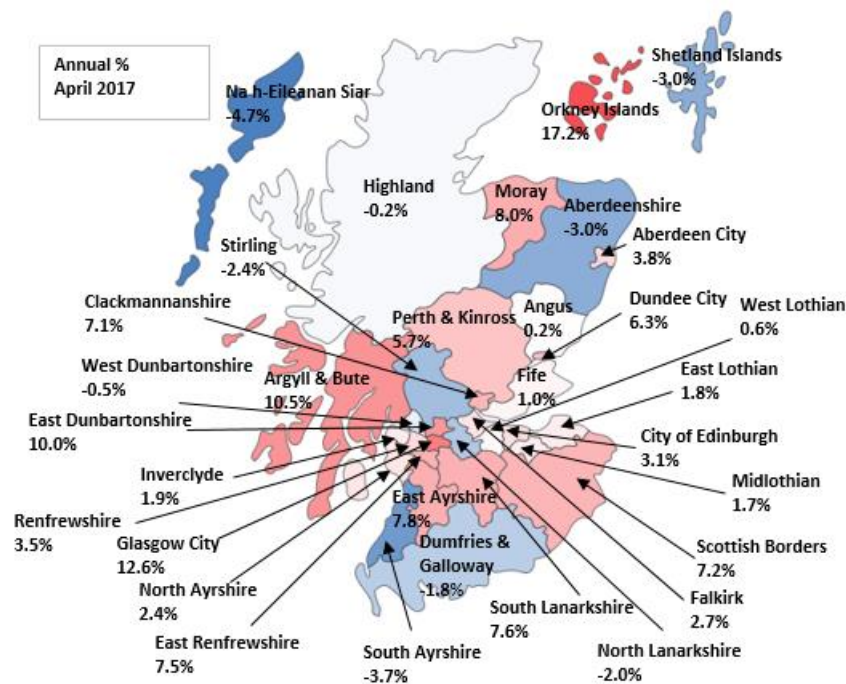 Annual %
April 2017
Na h-Eileanan Siar
-4.7%
Shetland Islands
-3.0%
Orkney Islands
17.2%
Highland
-0.2%
Moray
8.0%
Aberdeenshire
-3.0%
Aberdeen City
3.8%
Stirling
-2.4%
Clackmannanshire
7.1%
Perth & Kinross
5.7%
Angus
0.2%
Dundee City
6.3%
West Lothian
0.6%
West Dunbartonshire
-0.5%
Argyll & Bute
10.5%
Fife
1.0%
East Lothian
1.8%
East Dunbartonshire
10.0%
City of Edinburgh
3.1%
Inverclyde
1.9%
Midlothian
1.7%
Renfrewshire
3.5%
East Ayrshire
7.8%
Glasgow City
12.6%
Dumfries &
Galloway
-1.8%
Scottish Borders
7.2%
North Ayrshire
2.4%
South Lanarkshire
7.6%
Falkirk
2.7%
East Renfrewshire
7.5%
South Ayrshire
-3.7%
North Lanarkshire
-2.0%